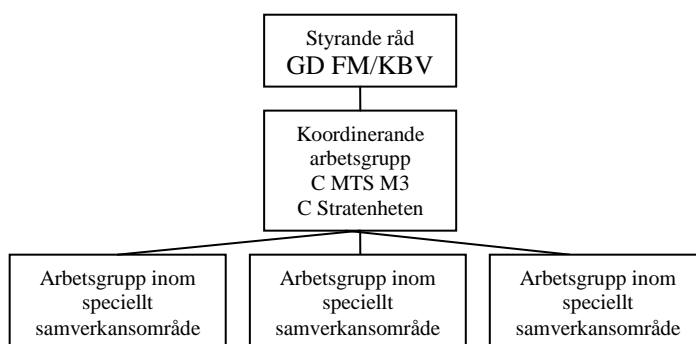 Styrande råd
GD FM/KBV
Koordinerande
arbetsgrupp
C MTS M3
C Stratenheten
Arbetsgrupp inom
speciellt
samverkansområde
Arbetsgrupp inom
speciellt
samverkansområde
Arbetsgrupp inom
speciellt
samverkansområde